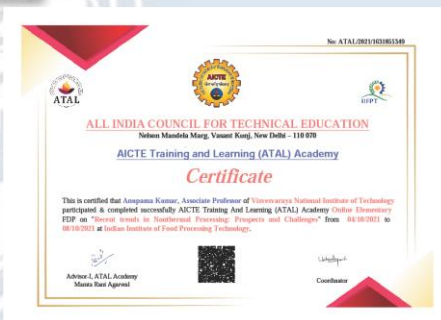 No: ATAL/2021/1631855349
ATAL
AICTE
IIFPT
ALL INDIA COUNCIL FOR TECHNICAL EDUCATION
Nelson Mandela Marg, Vasant Kunj, New Delhi – 110 070
AICTE Training and Learning (ATAL) Academy
Certificate
This is certified that Anupama Kumar, Associate Professor of Visvesvaraya National Institute of Technology
participated & completed successfully AICTE Training And Learning (ATAL) Academy Online Elementary
FDP on "Recent trends in Nonthermal Processing: Prospects and Challenges" from 04/10/2021 to
08/10/2021 at Indian Institute of Food Processing Technology.
Advisor-I, ATAL Academy
Mamta Rani Agarwal
Coordinator